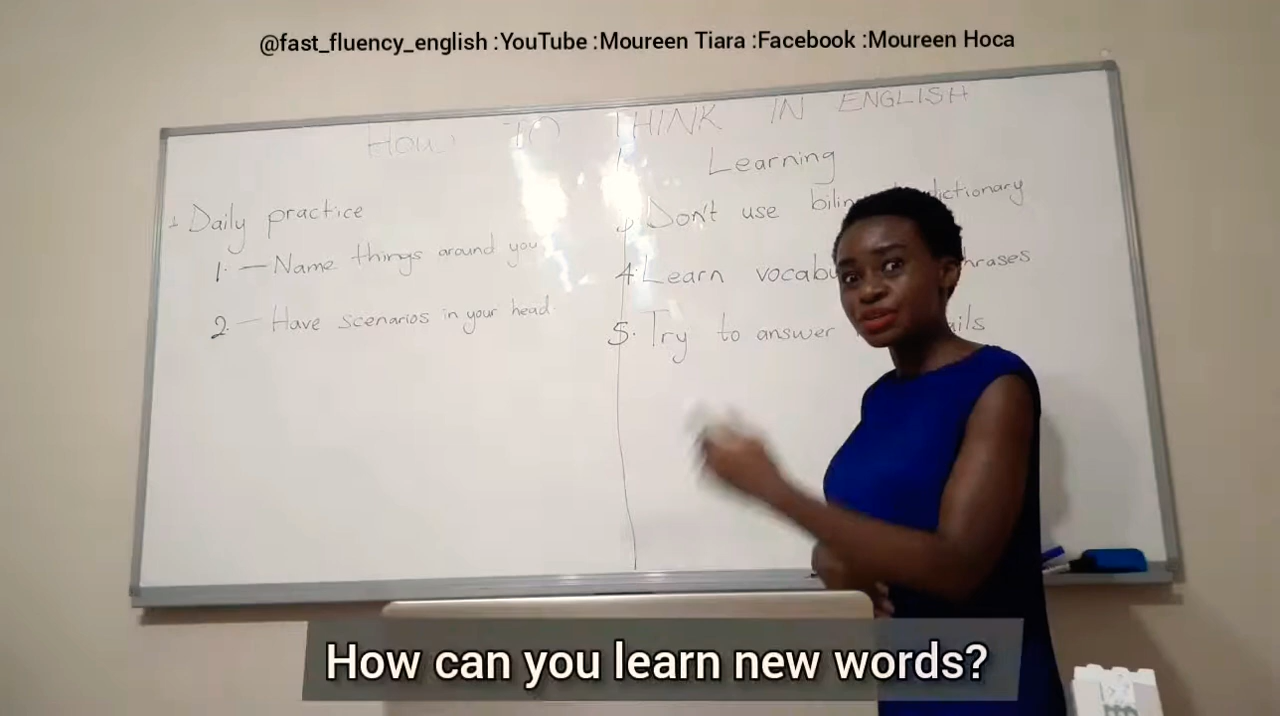 @fast_fluency_english :YouTube :Moureen Tiara :Facebook :Moureen Hoca
HOW TO THINK IN ENGLISH
Learning
Daily practice
1. — Name things around you
2. — Have scenarios in your head.
Don't use dictionary
4. Learn
5. Try to answer
How can you learn new words?